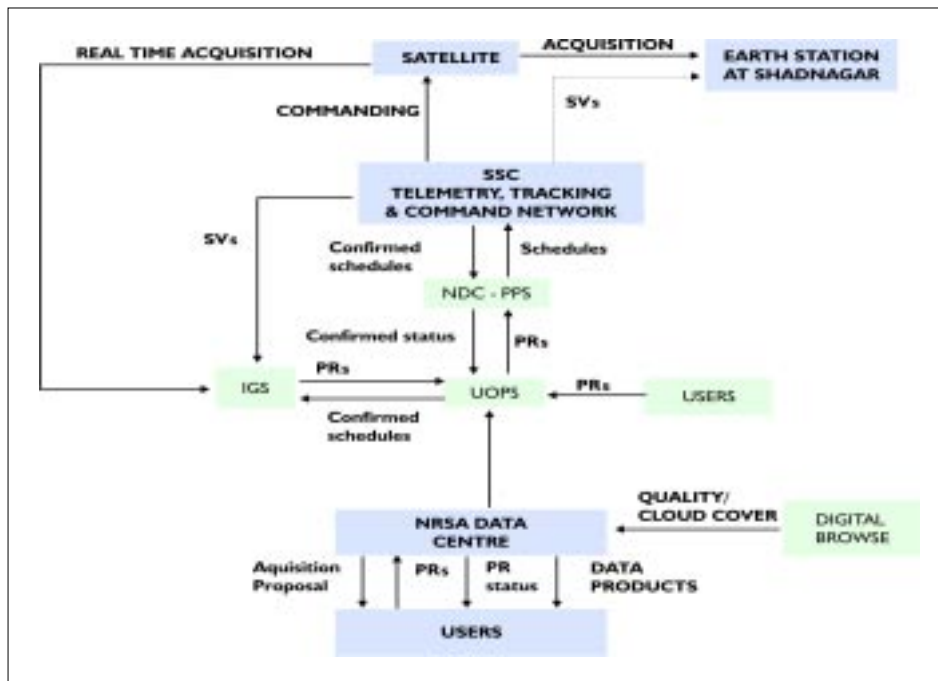 REAL TIME ACQUISITION
SATELLITE
ACQUISITION
EARTH STATION
AT SHADNAGAR
COMMANDING
SVs
SSC
TELEMETRY, TRACKING
& COMMAND NETWORK
SVs
Confirmed
schedules
Schedules
NDC - PPS
Confirmed status
PRs
IGS
PRs
UOPS
PRs
USERS
Confirmed
schedules
QUALITY/
CLOUD COVER
DIGITAL
BROWSE
NRSA DATA
CENTRE
Aquisition
Proposal
PRs
PR
status
DATA
PRODUCTS
USERS